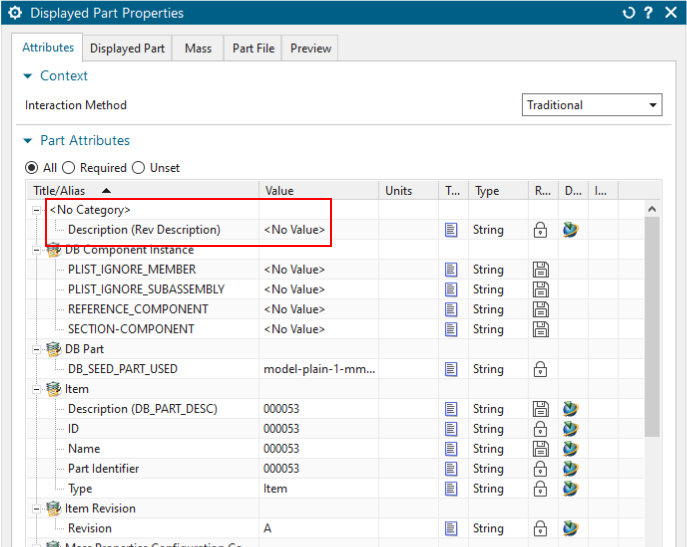 Displayed Part Properties
Attributes Displayed Part Mass Part File Preview
Context
Interaction Method Traditional
Part Attributes
All Required Unset
Title/Alias Value Units T... Type R... D... I...
<No Category>
Description (Rev Description) <No Value> String
DB Component Instance
PLIST_IGNORE_MEMBER <No Value> String
PLIST_IGNORE_SUBASSEMBLY <No Value> String
REFERENCE_COMPONENT <No Value> String
SECTION-COMPONENT <No Value> String
DB Part
DB_SEED_PART_USED model-plain-1-mm... String
Item
Description (DB_PART_DESC) 000053 String
ID 000053 String
Name 000053 String
Part Identifier 000053 String
Type Item String
Item Revision
Revision A String
Mass Properties Configuration Co